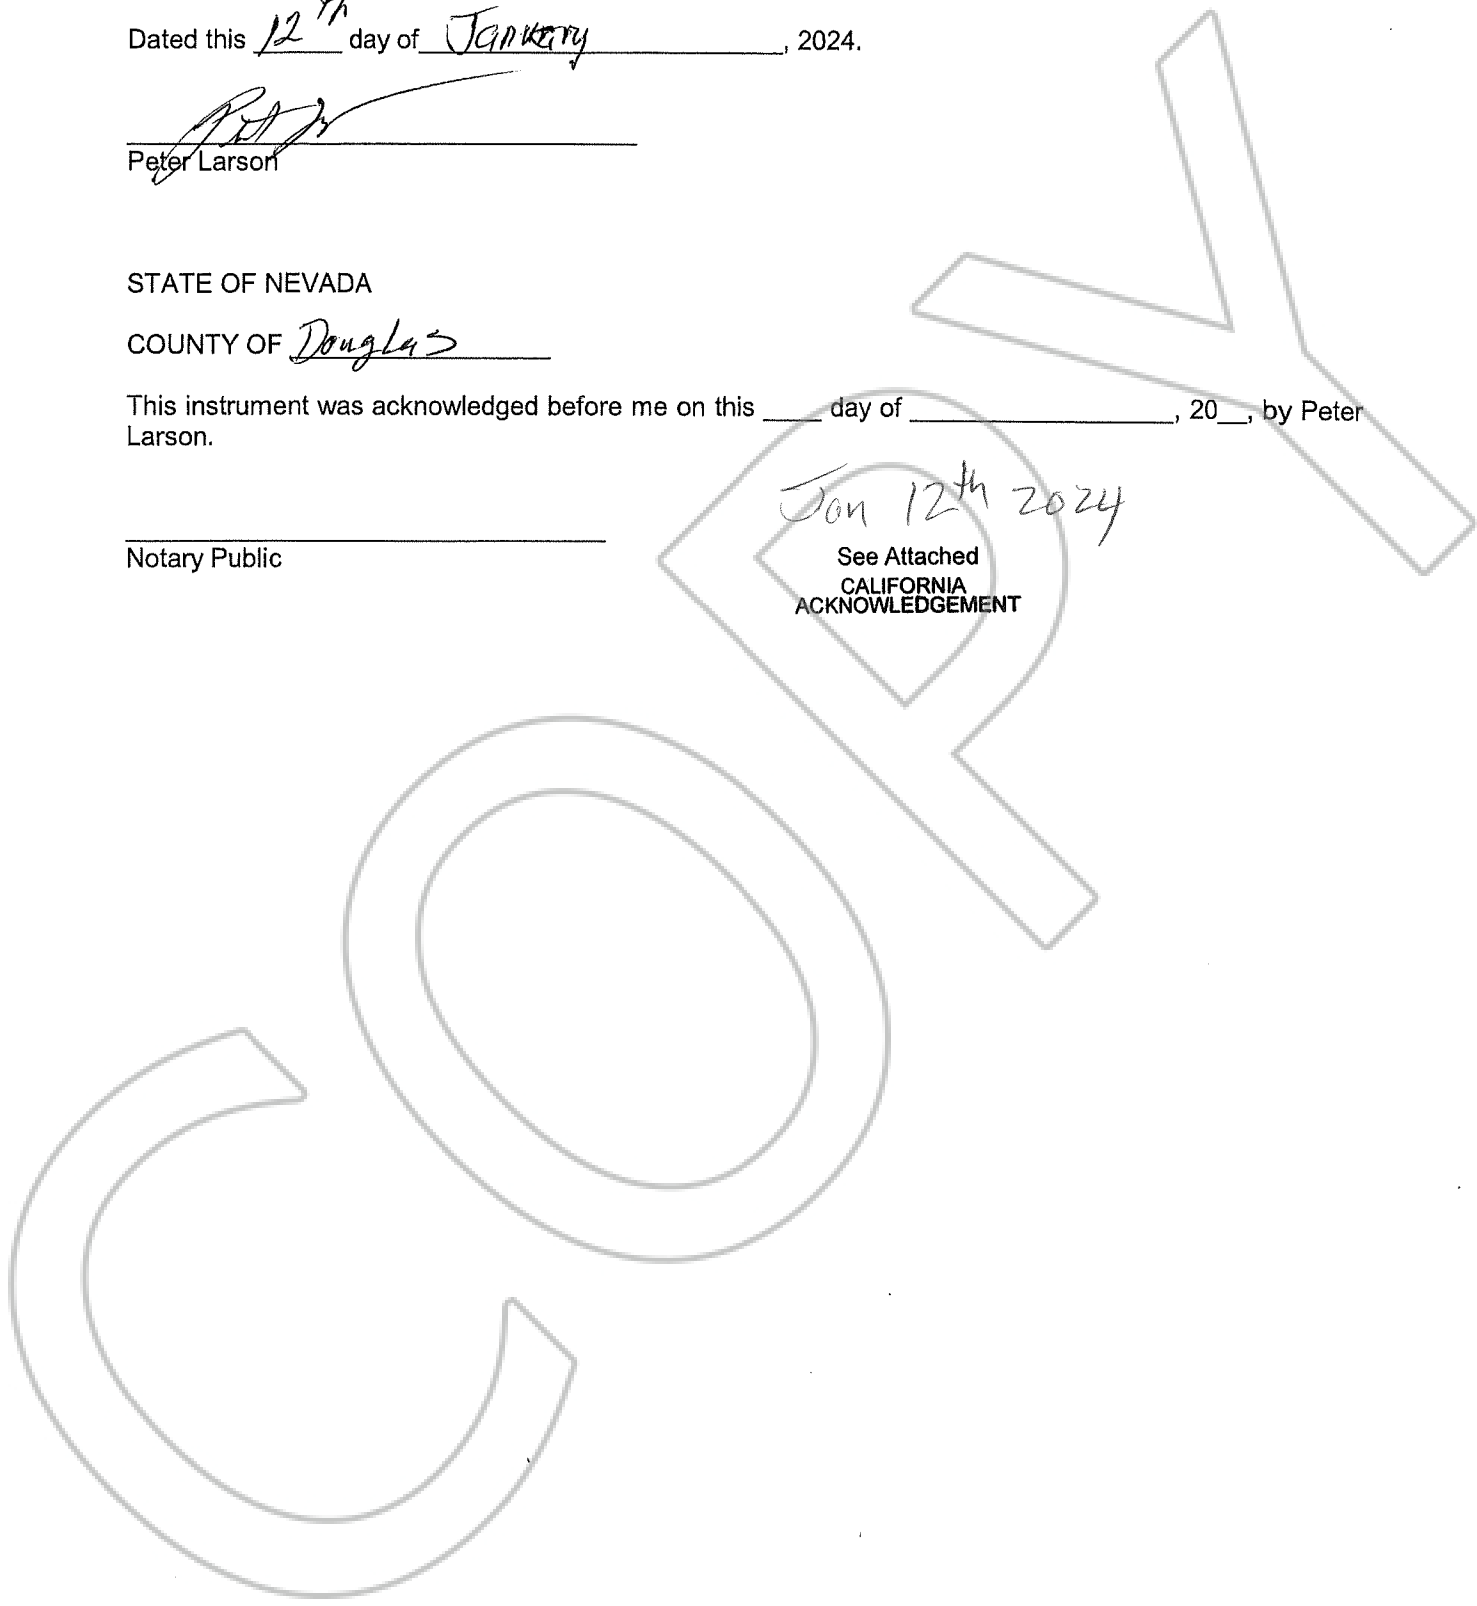 Dated this 12th day of January, 2024.
Peter Larson
STATE OF NEVADA
COUNTY OF Douglas
This instrument was acknowledged before me on this ____ day of ____________________, 20__, by Peter
Larson.
Jan 12th 2024
Notary Public
See Attached
CALIFORNIA
ACKNOWLEDGEMENT
COPY